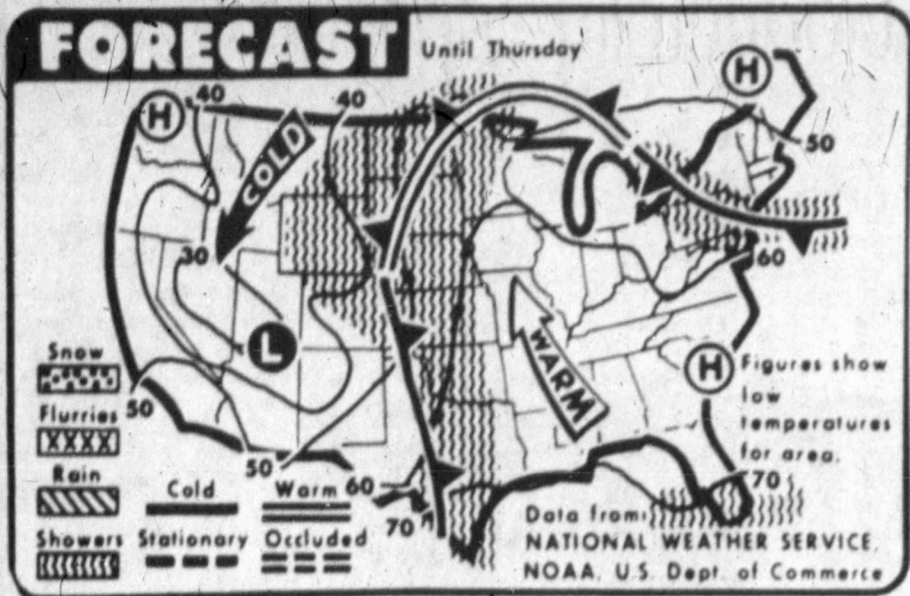 FORECAST
Until Thursday
H
H
40
40
COLD
50
30
60
L
WARM
H
Snow
50
Flurries
XXXX
Rain
Showers
50
60
70
Cold
Warm
Stationary
Occluded
Figures show
low
temperatures
for area.
70
Data from:
NATIONAL WEATHER SERVICE,
NOAA, U.S. Dept. of Commerce